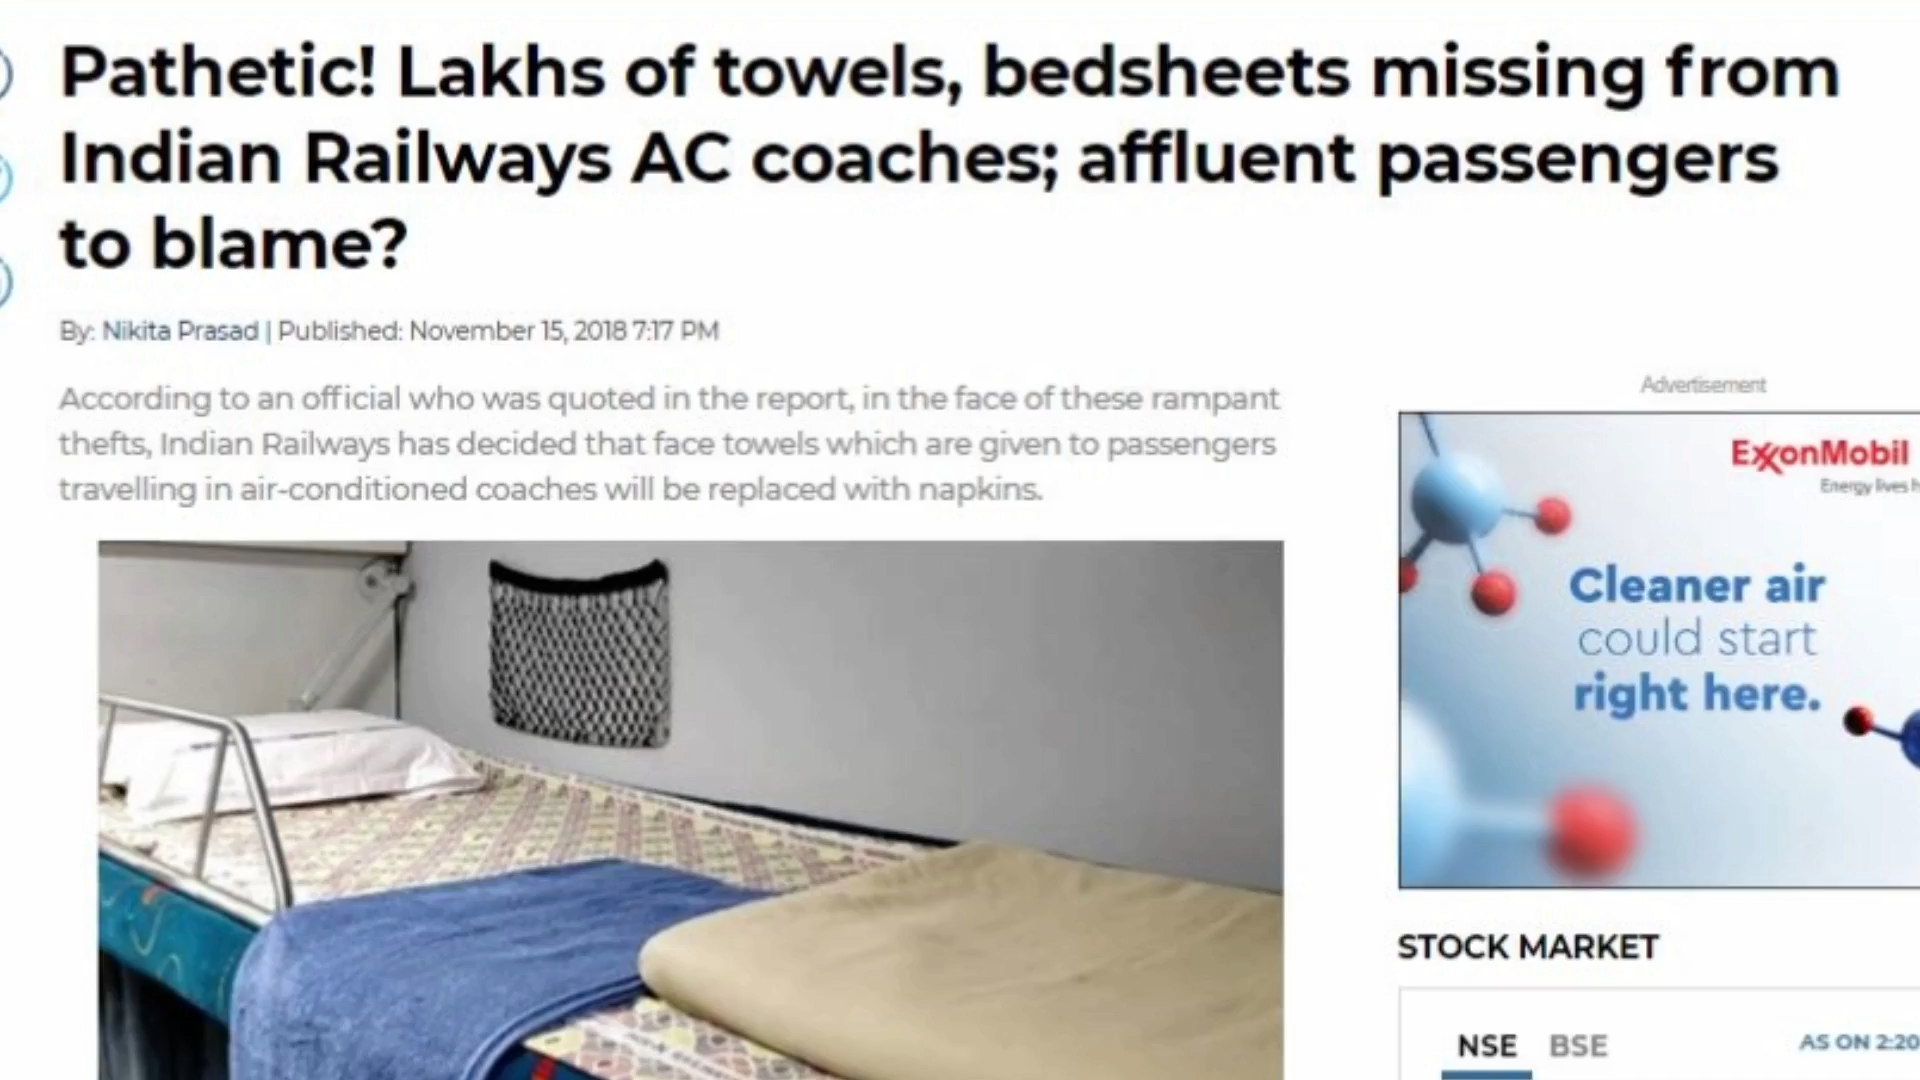 Pathetic! Lakhs of towels, bedsheets missing from
Indian Railways AC coaches; affluent passengers
to blame?
By: Nikita Prasad | Published: November 15, 2018 7:17 PM
According to an official who was quoted in the report, in the face of these rampant
thefts, Indian Railways has decided that face towels which are given to passengers
travelling in air-conditioned coaches will be replaced with napkins.
Advertisement
ExxonMobil
Energy lives
Cleaner air
could start
right here.
STOCK MARKET
NSE BSE
AS ON 2:20